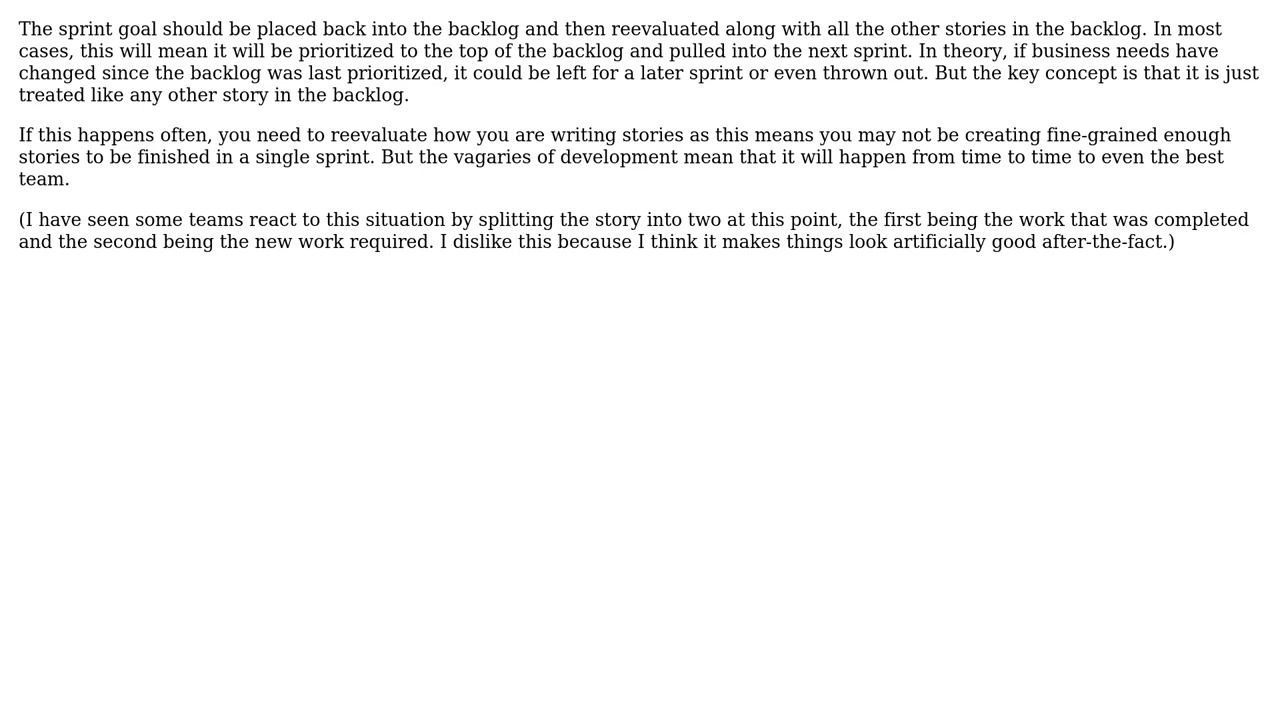 The sprint goal should be placed back into the backlog and then reevaluated along with all the other stories in the backlog. In most
cases, this will mean it will be prioritized to the top of the backlog and pulled into the next sprint. In theory, if business needs have
changed since the backlog was last prioritized, it could be left for a later sprint or even thrown out. But the key concept is that it is just
treated like any other story in the backlog.
If this happens often, you need to reevaluate how you are writing stories as this means you may not be creating fine-grained enough
stories to be finished in a single sprint. But the vagaries of development mean that it will happen from time to time to even the best
team.
(I have seen some teams react to this situation by splitting the story into two at this point, the first being the work that was completed
and the second being the new work required. I dislike this because I think it makes things look artificially good after-the-fact.)